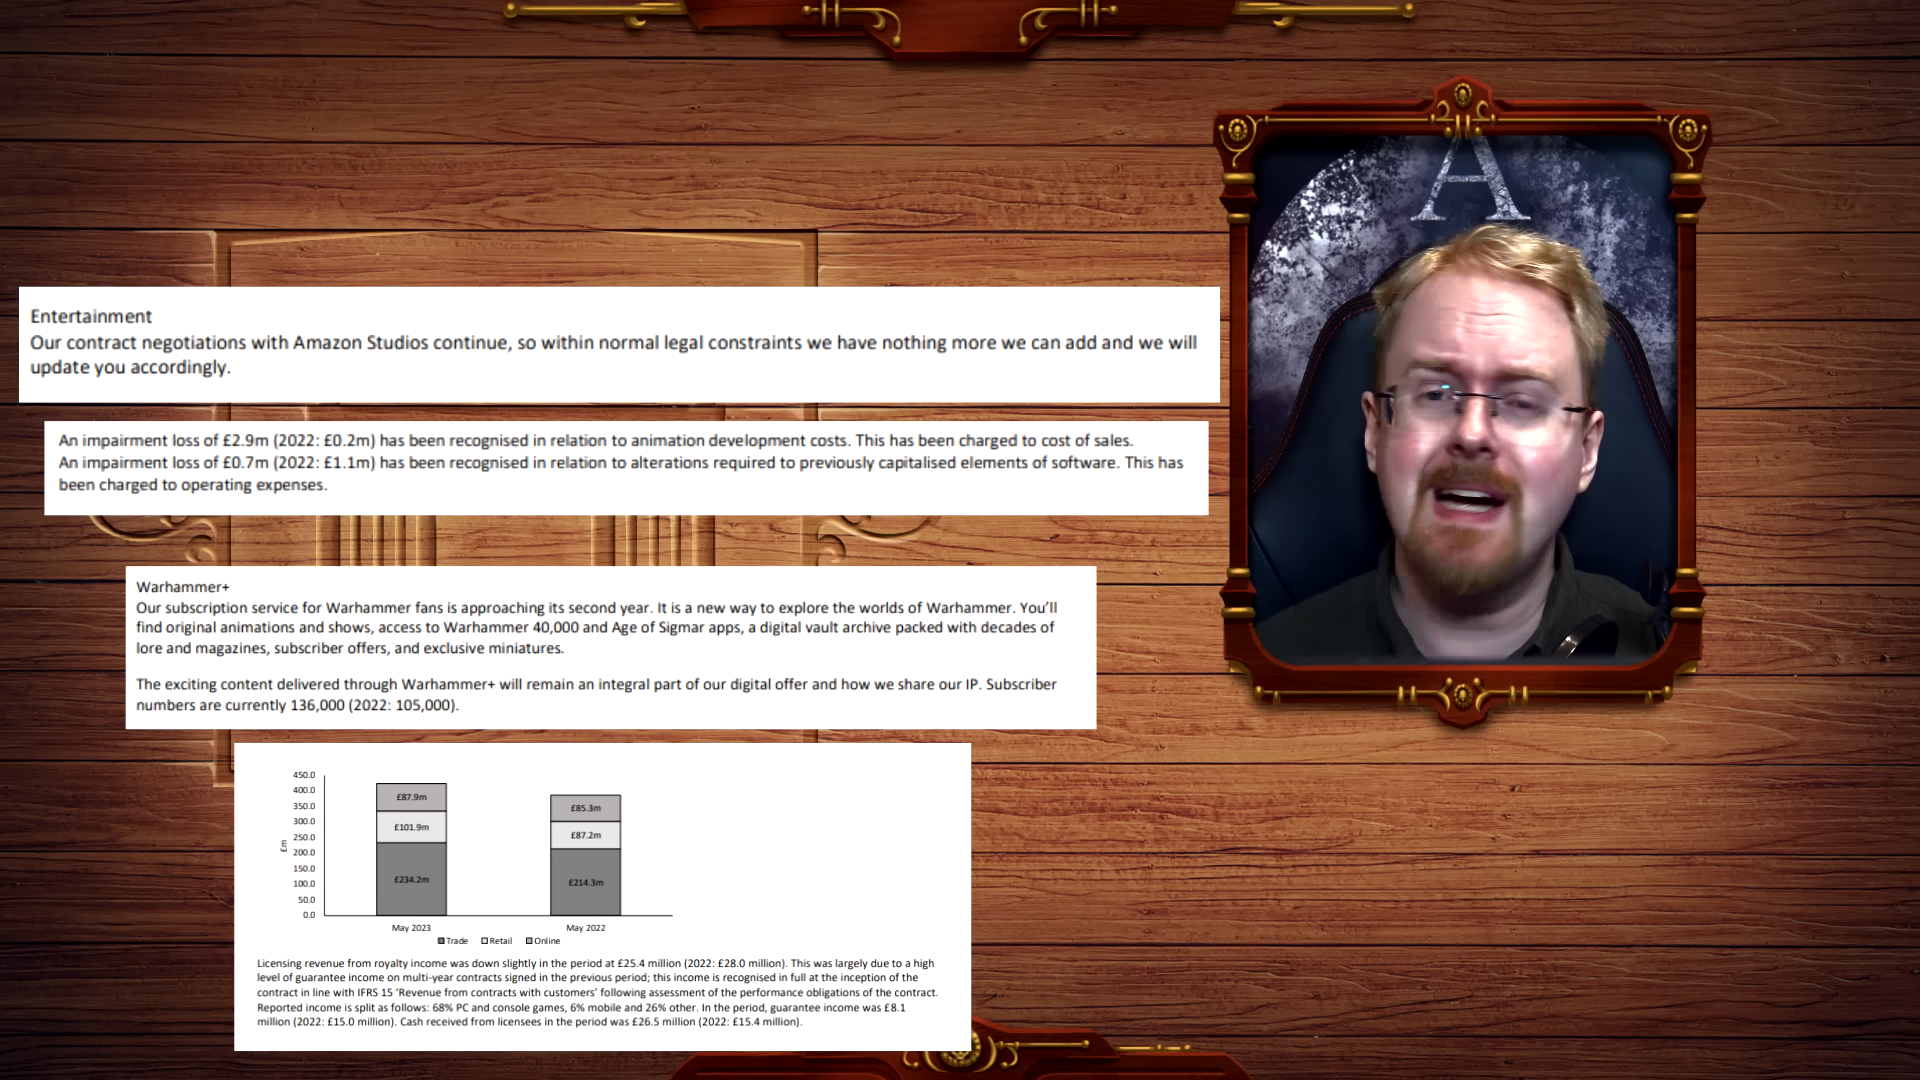 A
Entertainment
Our contract negotiations with Amazon Studios continue, so within normal legal constraints we have nothing more we can add and we will
update you accordingly.
An impairment loss of £2.9m (2022: £0.2m) has been recognised in relation to animation development costs. This has been charged to cost of sales.
An impairment loss of £0.7m (2022: £1.1m) has been recognised in relation to alterations required to previously capitalised elements of software. This has
been charged to operating expenses.
Warhammer+
Our subscription service for Warhammer fans is approaching its second year. It is a new way to explore the worlds of Warhammer. You’ll
find original animations and shows, access to Warhammer 40,000 and Age of Sigmar apps, a digital vault archive packed with decades of
lore and magazines, subscriber offers, and exclusive miniatures.
The exciting content delivered through Warhammer+ will remain an integral part of our digital offer and how we share our IP. Subscriber
numbers are currently 136,000 (2022: 105,000).
£m
450.0
400.0
350.0
300.0
250.0
200.0
150.0
100.0
50.0
0.0
£87.9m
£101.9m
£234.2m
£85.3m
£87.2m
£214.3m
May 2023 May 2022
Trade Retail Online
Licensing revenue from royalty income was down slightly in the period at £25.4 million (2022: £28.0 million). This was largely due to a high
level of guarantee income on multi-year contracts signed in the previous period; this income is recognised in full at the inception of the
contract in line with IFRS 15 ‘Revenue from contracts with customers’ following assessment of the performance obligations of the contract.
Reported income is split as follows: 68% PC and console games, 6% mobile and 26% other. In the period, guarantee income was £8.1
million (2022: £15.0 million). Cash received from licensees in the period was £26.5 million (2022: £15.4 million).